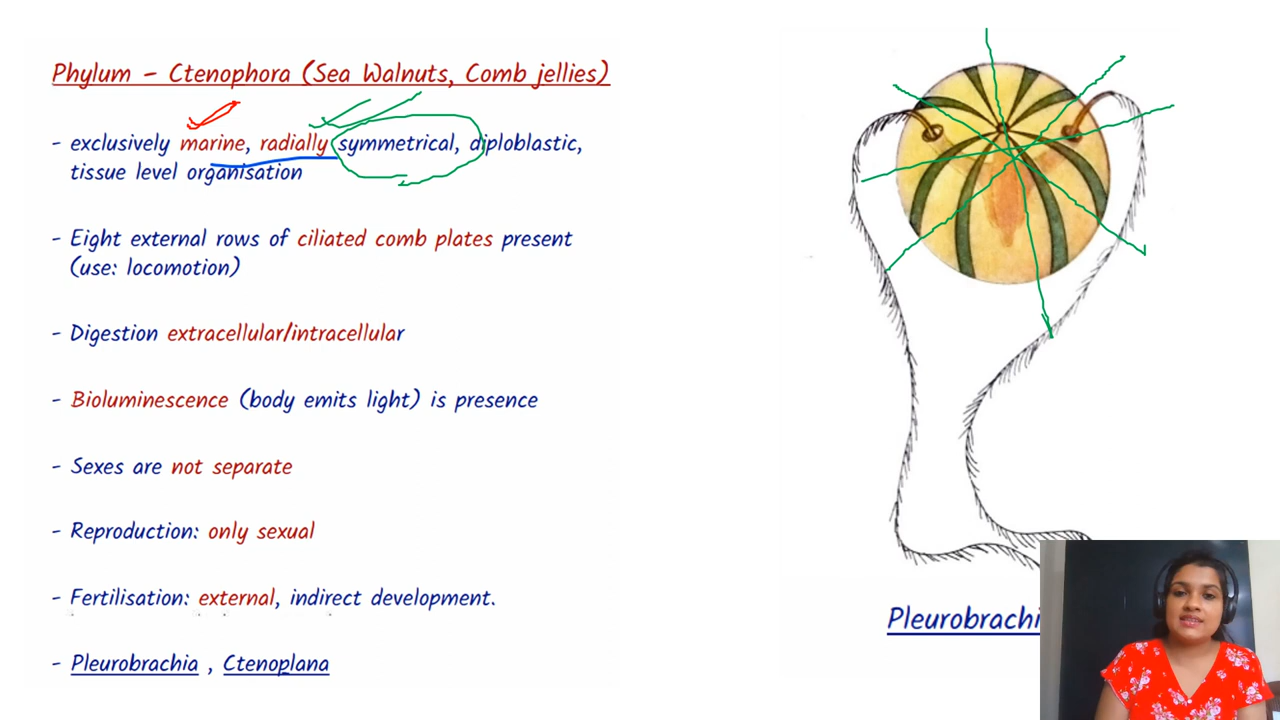 Phylum – Ctenophora (Sea Walnuts, Comb jellies)
- exclusively marine, radially symmetrical, diploblastic,
tissue level organisation
- Eight external rows of ciliated comb plates present
(use: locomotion)
- Digestion extracellular/intracellular
- Bioluminescence (body emits light) is presence
- Sexes are not separate
- Reproduction: only sexual
- Fertilisation: external, indirect development.
- Pleurobrachia , Ctenoplana
Pleurobrachi